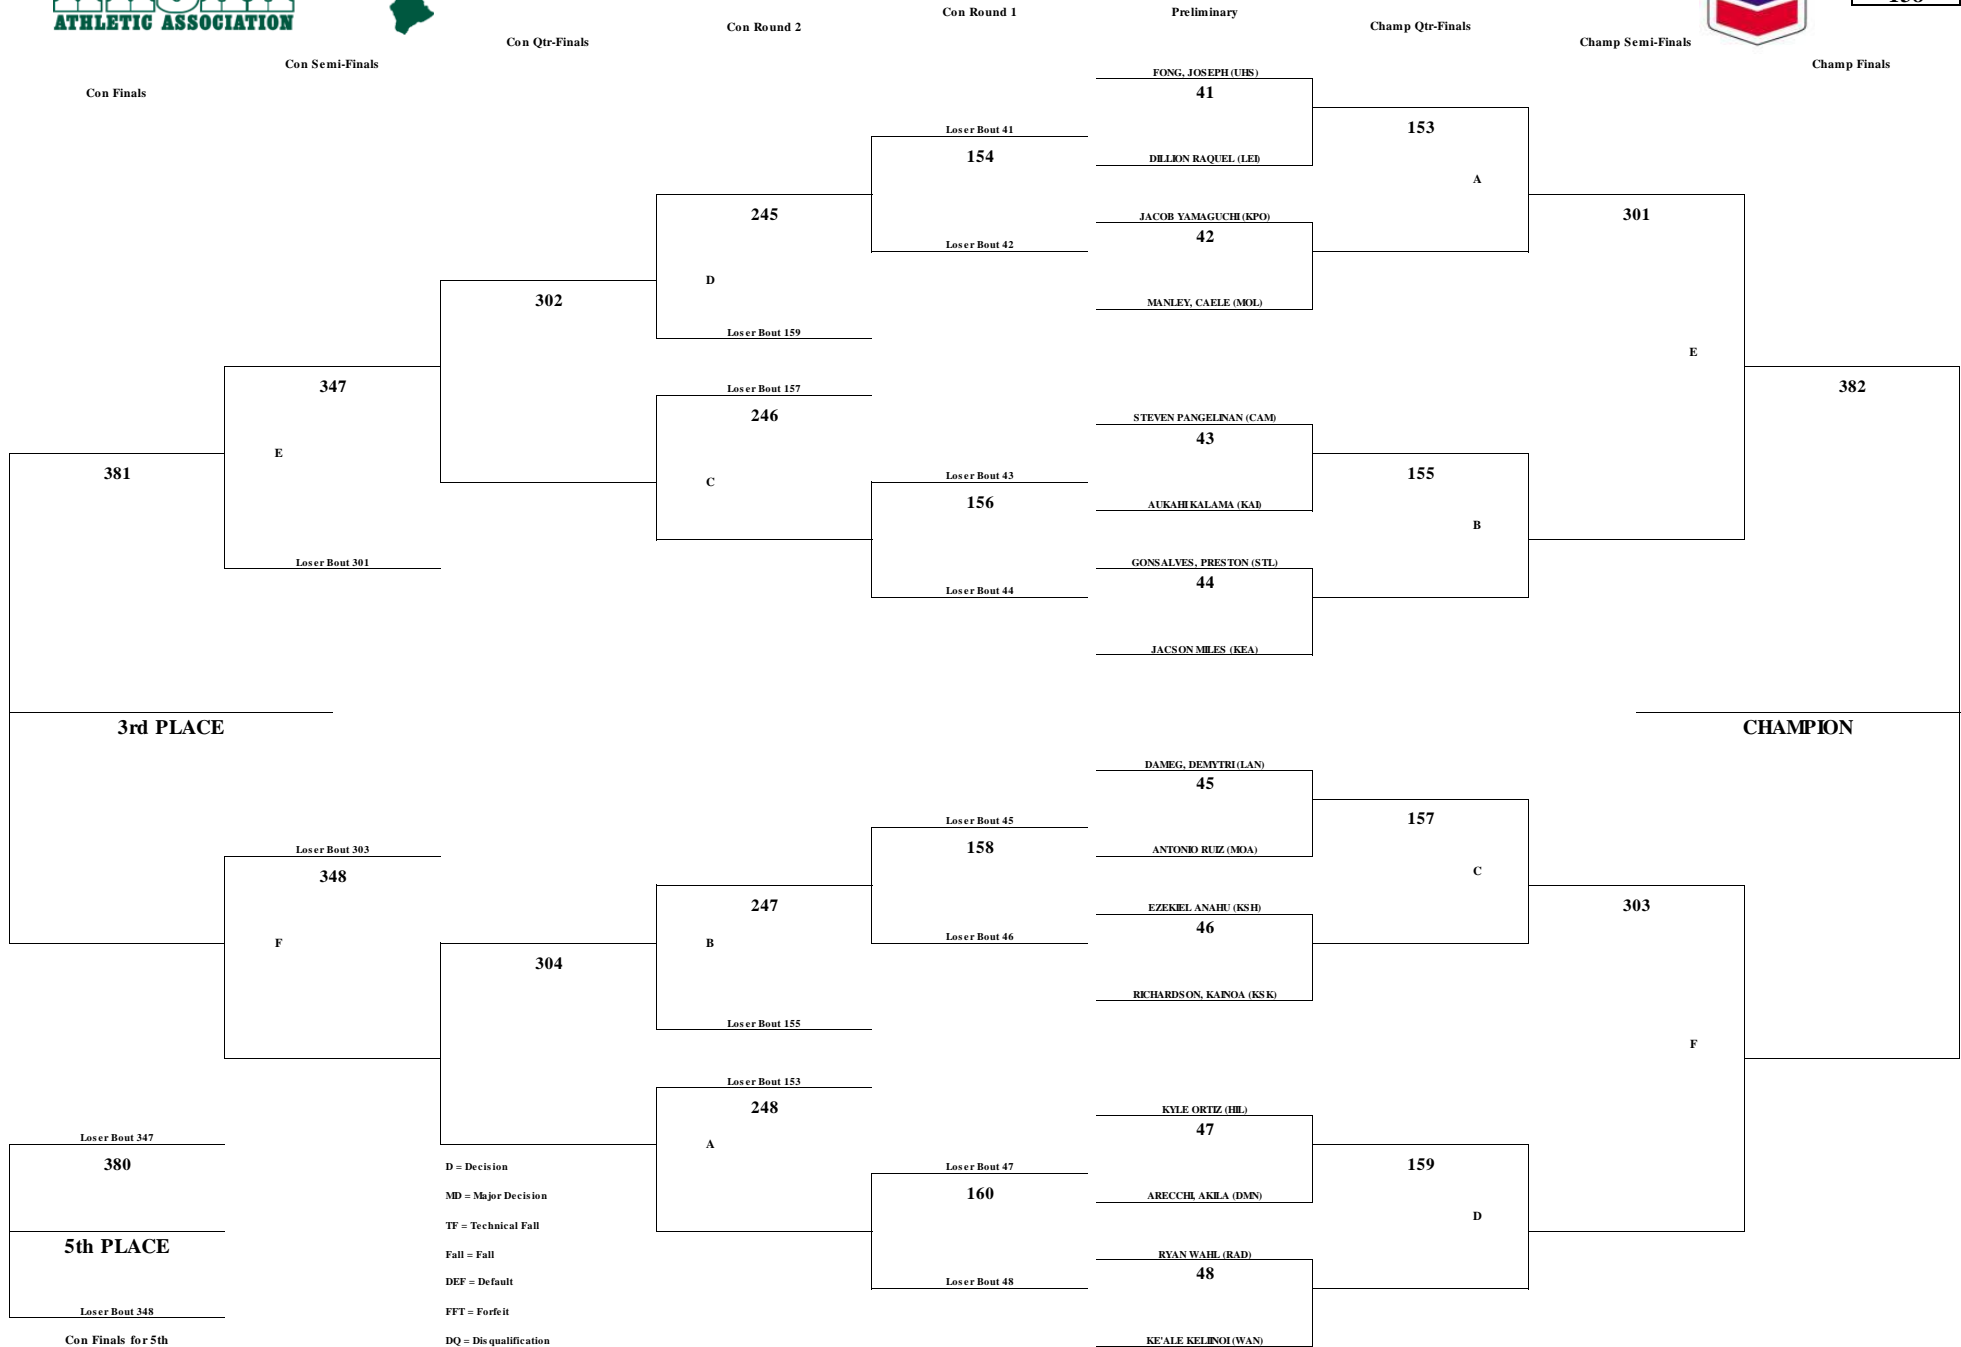 ATHLETIC ASSOCIATION
Con Finals
Con Semi-Finals
Con Qtr-Finals
Con Round 2
Con Round 1
Preliminary
Champ Qtr-Finals
Champ Semi-Finals
Champ Finals
FONG, JOSEPH (UHS)
41
DILLION RAQUEL (LEI)
JACOB YAMAGUCHI (KPO)
42
MANLEY, CAELE (MOL)
STEVEN PANGELINAN (CAM)
43
AUKAHI KALAMA (KAI)
GONSALVES, PRESTON (STL)
44
JACSON MILES (KEA)
DAMEG, DEMYTRI (LAN)
45
ANTONIO RUIZ (MOA)
EZEKIEL ANAHU (KSH)
46
RICHARDSON, KAINOA (KSK)
KYLE ORTIZ (HIL)
47
ARECCHI, AKILA (DMN)
RYAN WAHL (RAD)
48
KE'ALE KELIINOI (WAN)
153
A
155
B
157
C
159
D
301
E
303
F
382
CHAMPION
Loser Bout 41
154
Loser Bout 42
Loser Bout 43
156
Loser Bout 44
Loser Bout 45
158
Loser Bout 46
Loser Bout 47
160
Loser Bout 48
245
D
Loser Bout 159
Loser Bout 157
246
C
247
B
Loser Bout 155
Loser Bout 153
248
A
302
304
347
E
Loser Bout 301
Loser Bout 303
348
F
381
3rd PLACE
Loser Bout 347
380
5th PLACE
Loser Bout 348
Con Finals for 5th
D = Decision
MD = Major Decision
TF = Technical Fall
Fall = Fall
DEF = Default
FFT = Forfeit
DQ = Disqualification